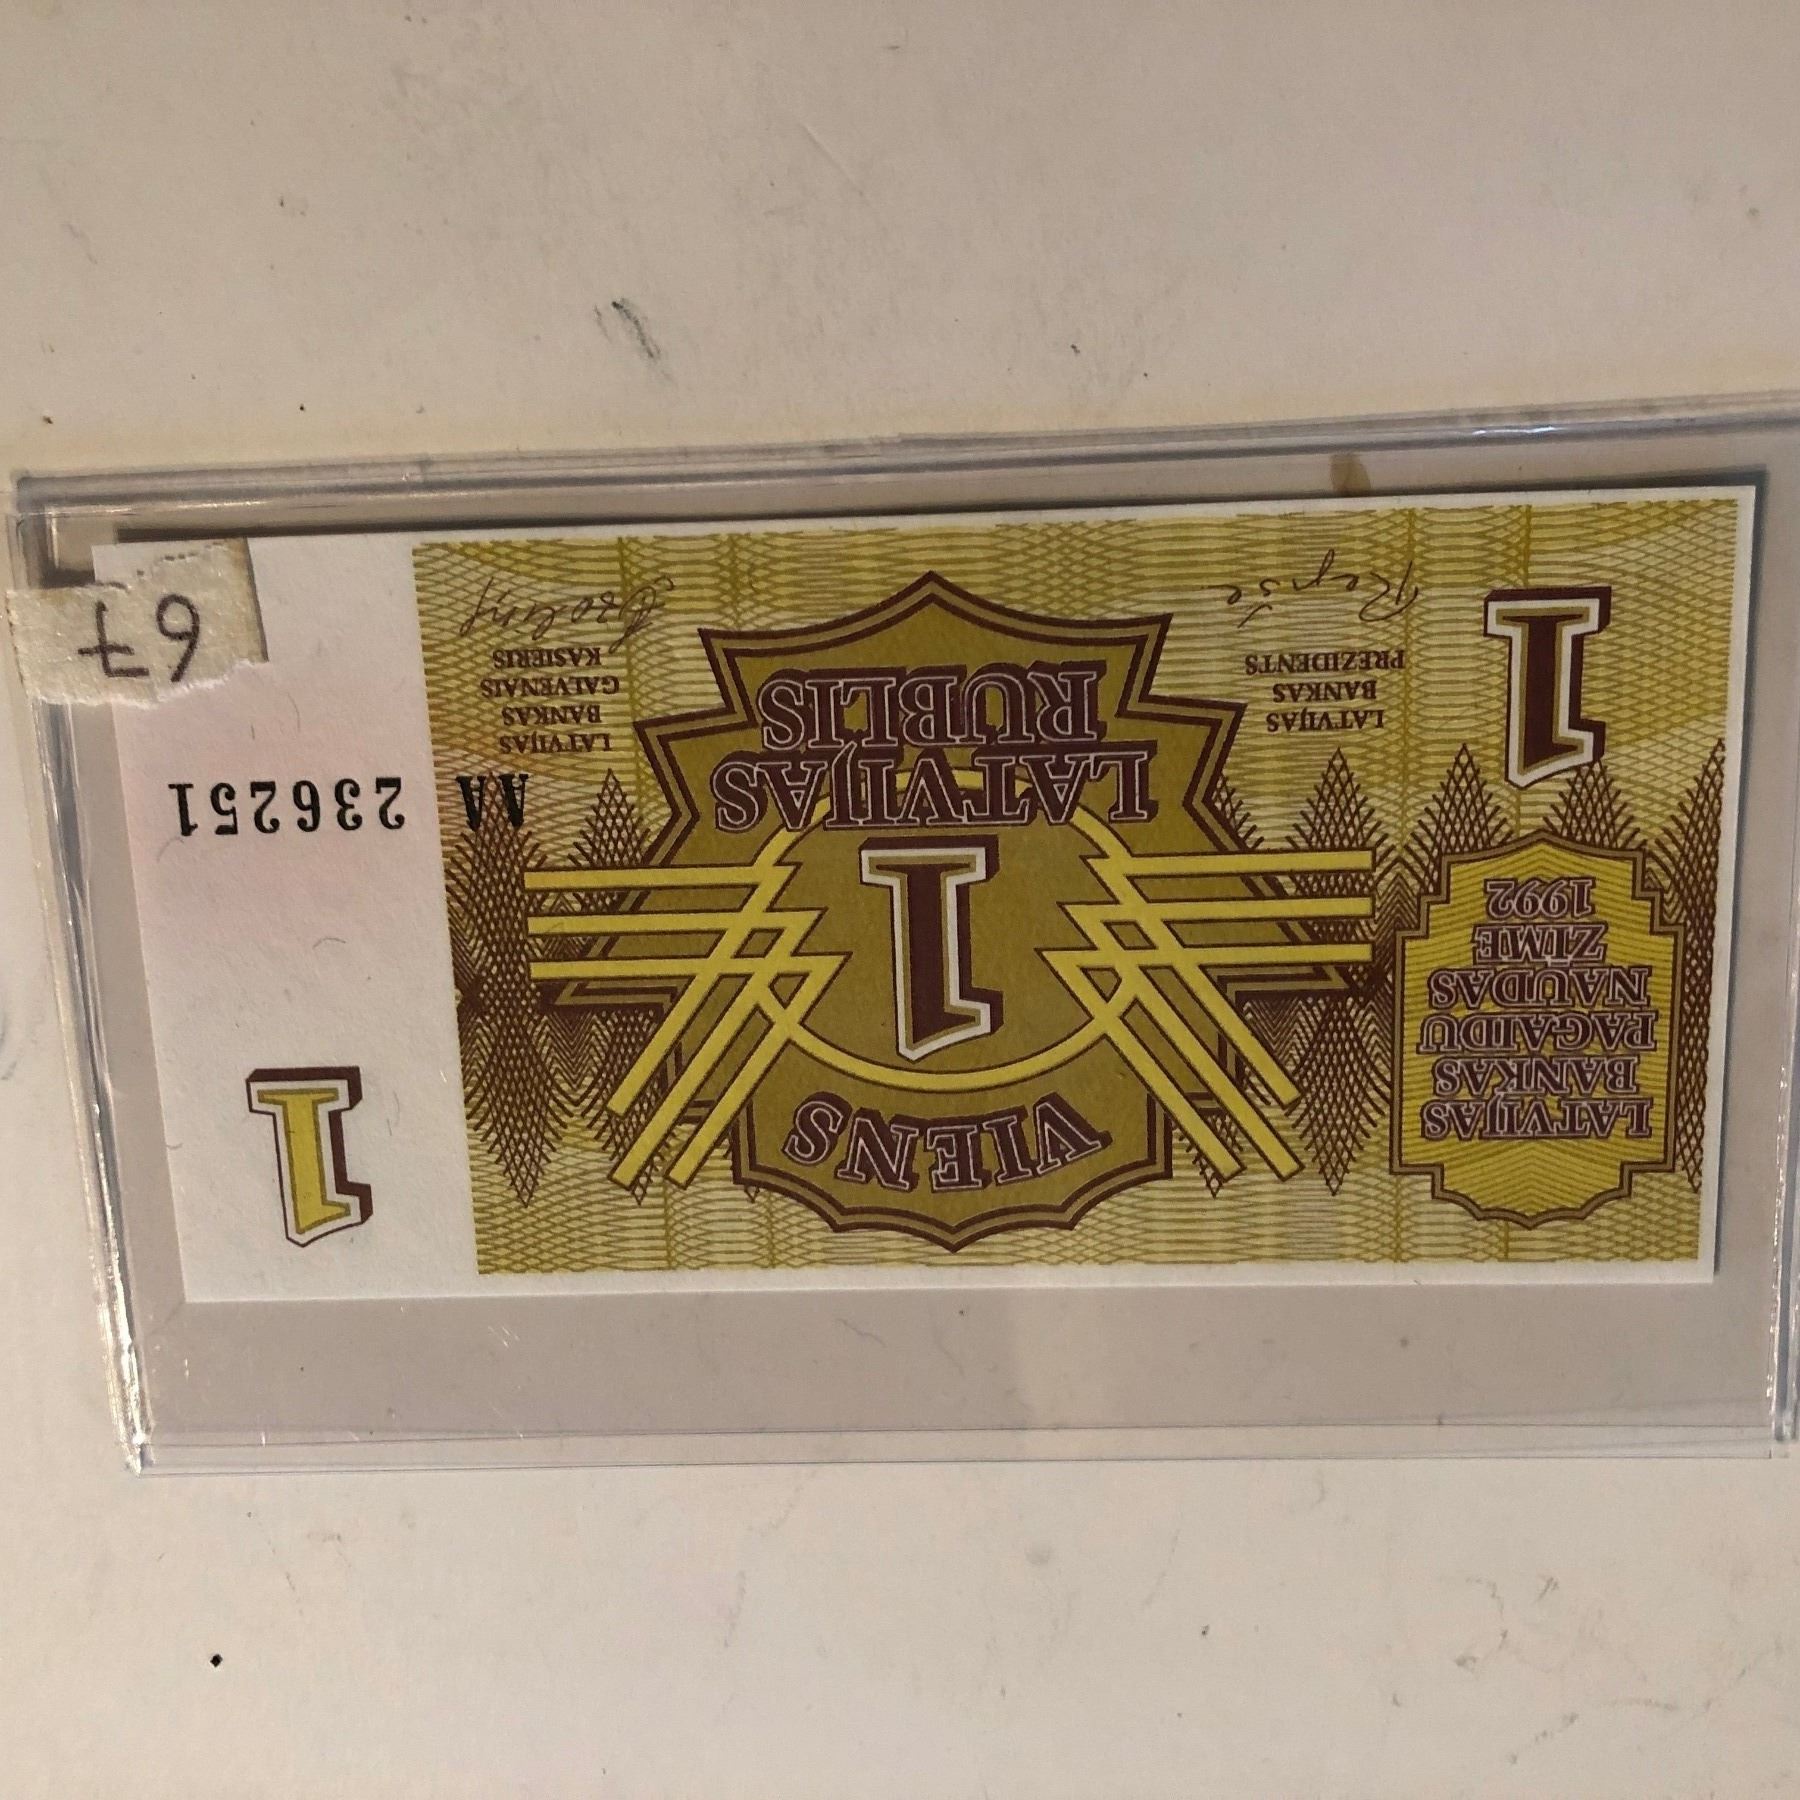 LATVIJAS
BANKAS
PAGAIDU
NAUDAS
ZĪME
1992
1
VIENS
1
LATVIJAS
RUBLIS
LATVIJAS
BANKAS
PREZIDENTS
LATVIJAS
BANKAS
GALVENAIS
KASIERIS
1
AA 236251
67